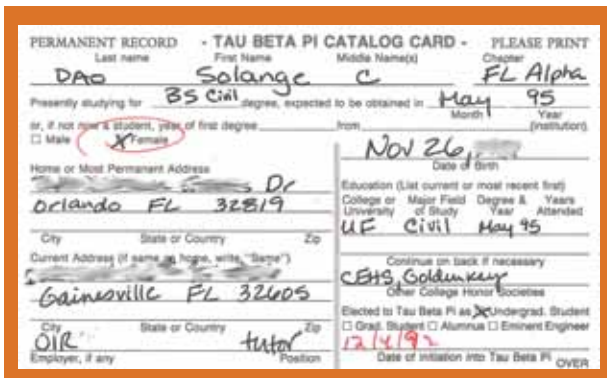 PERMANENT RECORD - TAU BETA PI CATALOG CARD - PLEASE PRINT
Last name First Name Middle Name(s) Chapter
DAO Solange C FL Alpha
Presently studying for BS Civil degree, expected to be obtained in May 95
Month Year
or, if not now a student, year of first degree from (institution).
□ Male X Female
Nov 26,
Date of Birth
Home or Most Permanent Address
Dr
Orlando FL 32819
City State or Country Zip
Current Address (If same as home, write, "Same")
Gainesville FL 32605
City State or Country Zip
OIR tutor
Employer, if any Position
Education (List current or most recent first)
College or Major Field Degree & Years
University of Study Year Attended
UF Civil May 95
Continue on back if necessary
CEHS, Golden Key
Other College Honor Societies
Elected to Tau Beta Pi as X Undergrad. Student
□ Grad. Student □ Alumnus □ Eminent Engineer
12/4/92
Date of Initiation into Tau Beta Pi OVER